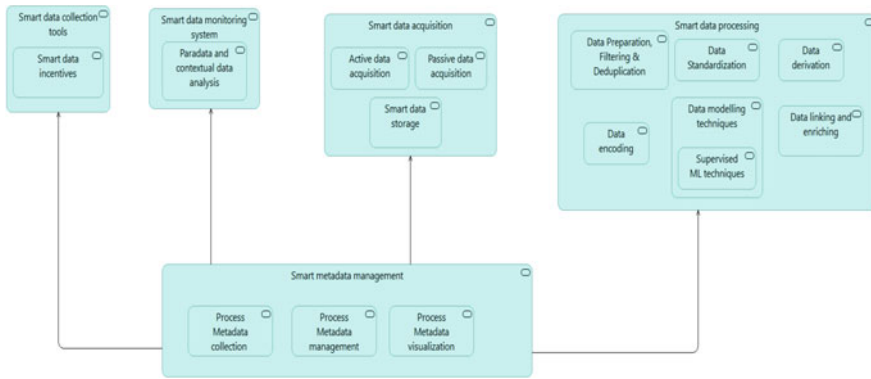 Smart data collection
tools
Smart data
incentives
Smart data monitoring
system
Paradata and
contextual data
analysis
Smart data acquisition
Active data
acquisition
Passive data
acquisition
Smart data
storage
Smart data processing
Data Preparation,
Filtering &
Deduplication
Data
Standardization
Data
derivation
Data
encoding
Data modelling
techniques
Supervised
ML techniques
Data linking and
enriching
Smart metadata management
Process
Metadata
collection
Process
Metadata
management
Process
Metadata
visualization